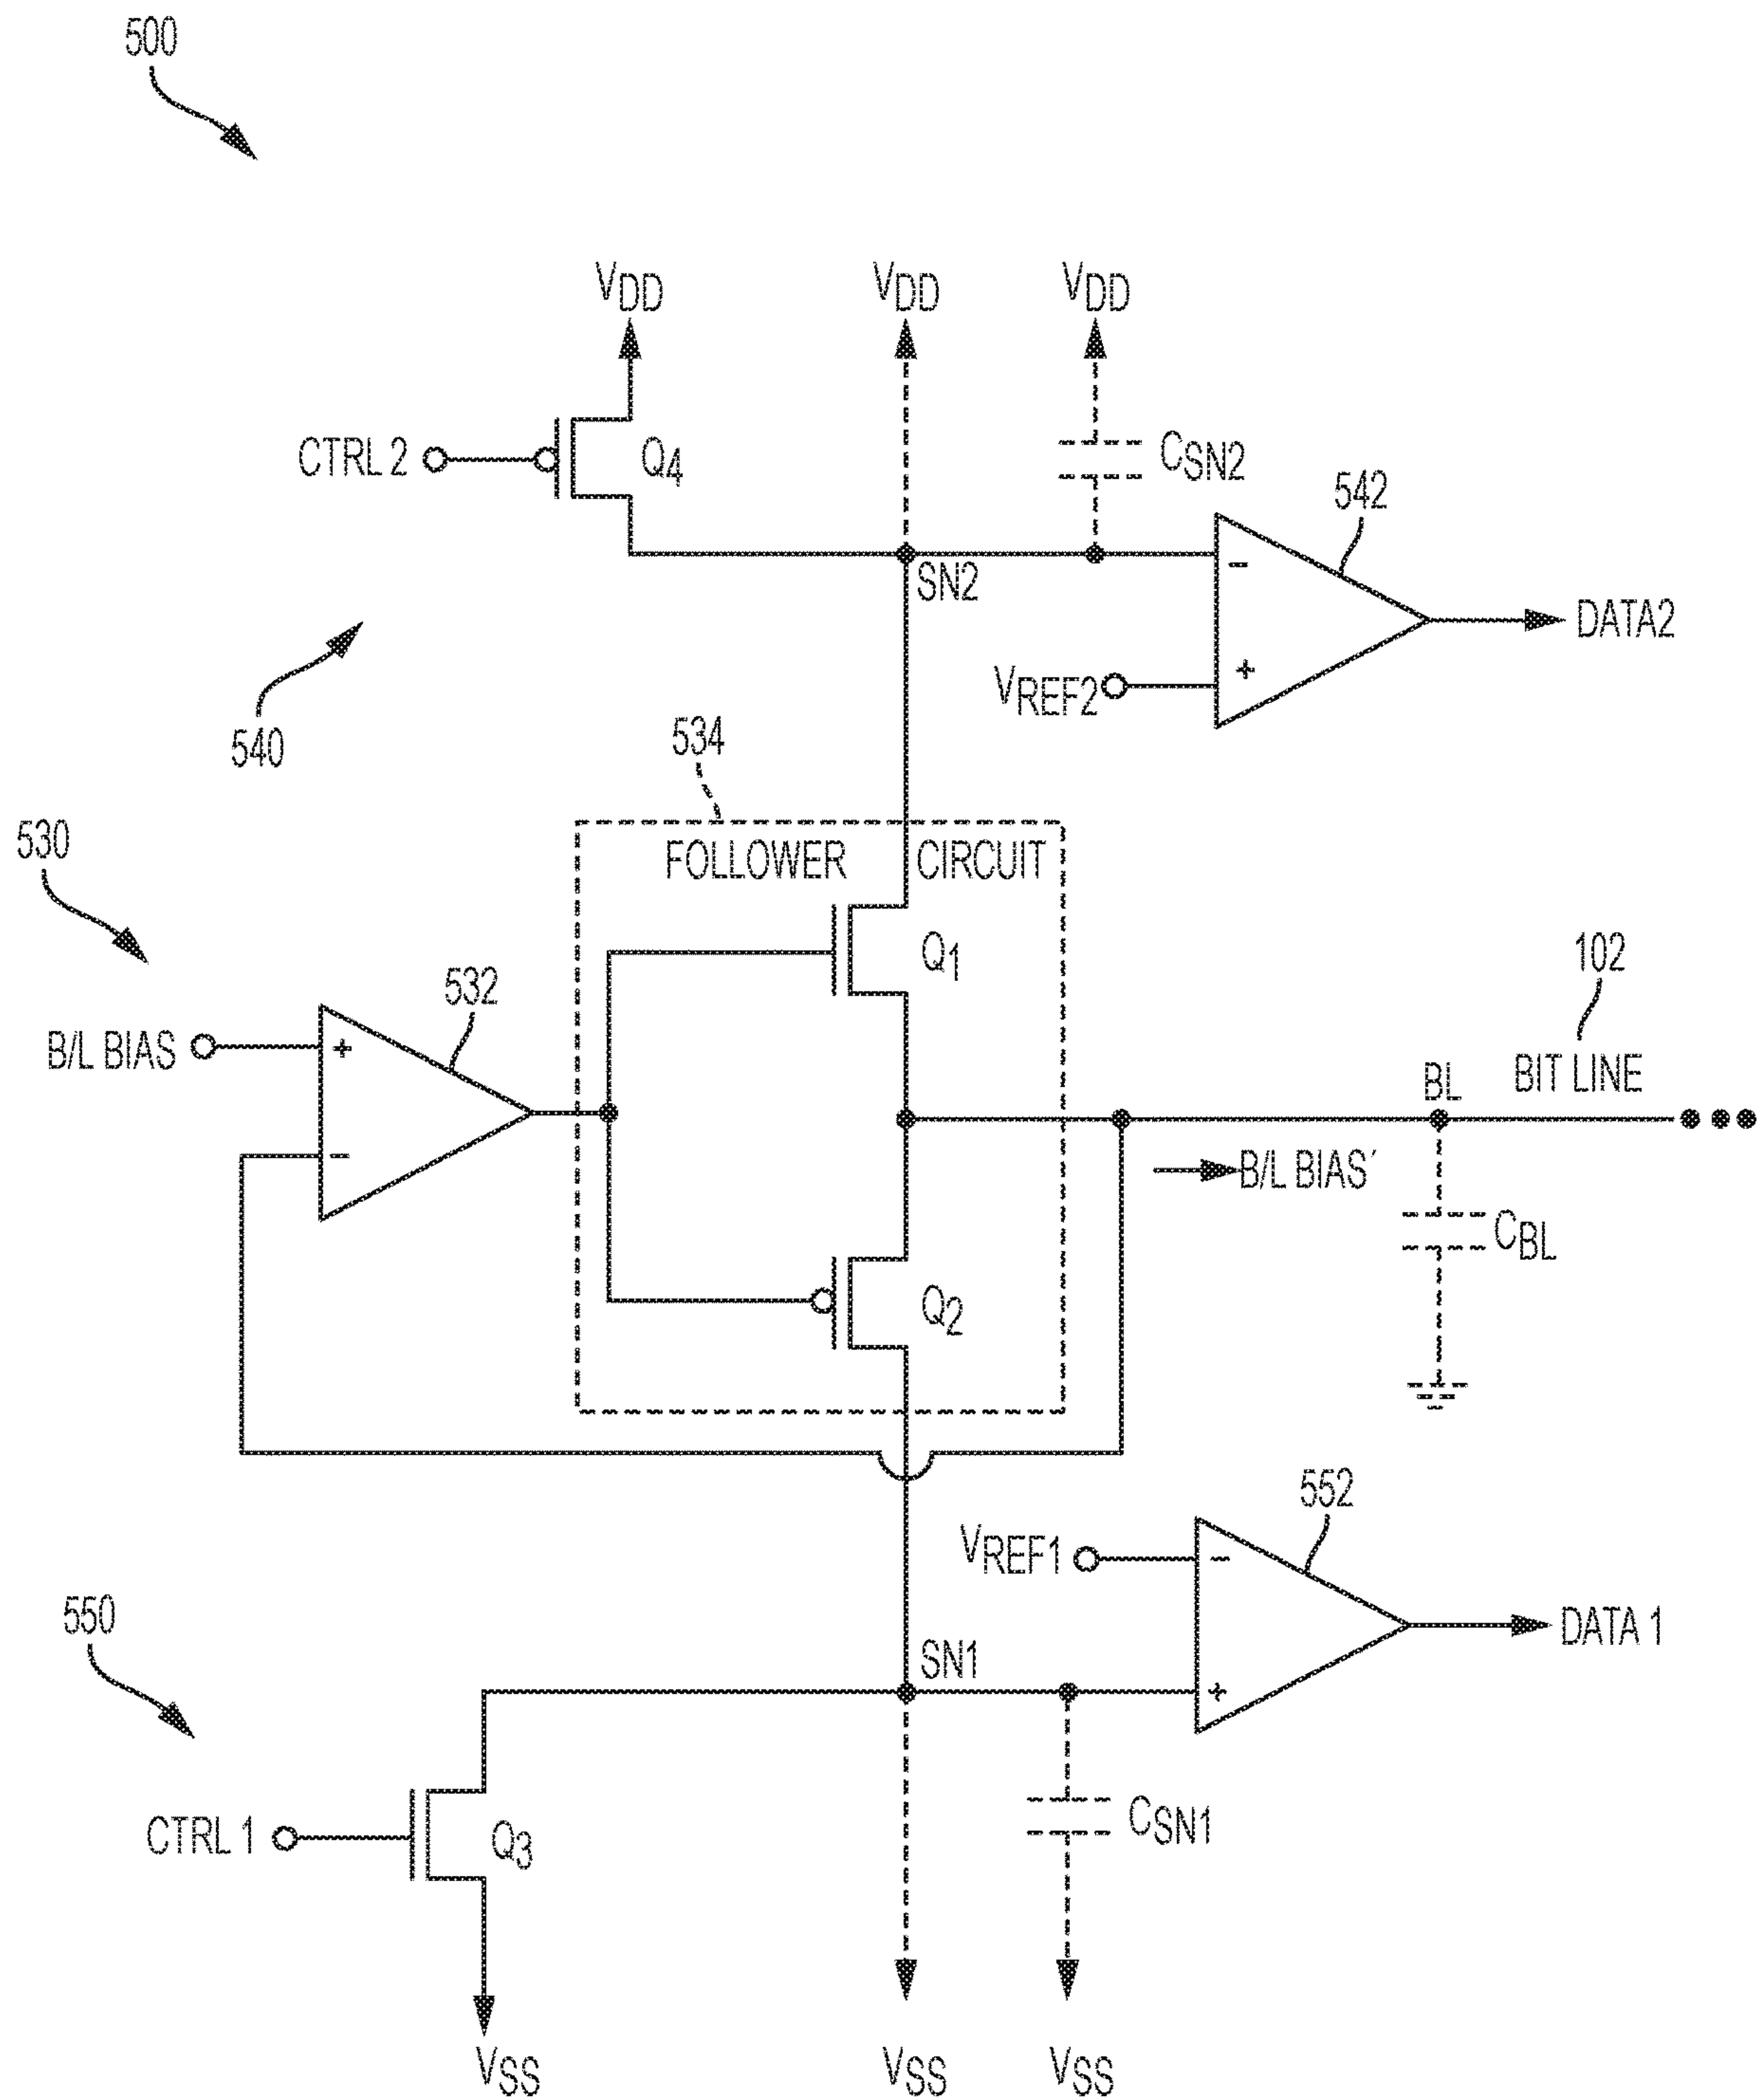 500
VDD VDD VDD
CTRL 2 Q4 CSN2
542
SN2
-
DATA2
+
VREF2
540
534
530
FOLLOWER CIRCUIT
Q1
102
532
B/L BIAS
+
BL
BIT LINE
-
B/L BIAS′
CBL
Q2
552
VREF1
-
550
DATA 1
SN1
+
CSN1
CTRL 1
Q3
VSS VSS VSS